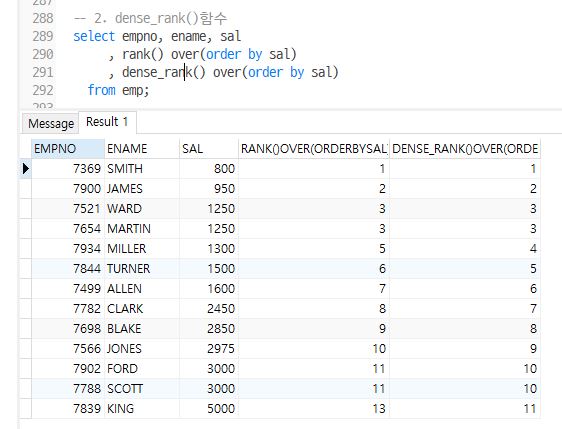 287
288 -- 2. dense_rank()함수
289 select empno, ename, sal
290 , rank() over(order by sal)
291 , dense_rank() over(order by sal)
292 from emp;
293
Message Result 1
EMPNO ENAME SAL RANK()OVER(ORDERBYSAL) DENSE_RANK()OVER(ORDE
7369 SMITH 800 1 1
7900 JAMES 950 2 2
7521 WARD 1250 3 3
7654 MARTIN 1250 3 3
7934 MILLER 1300 5 4
7844 TURNER 1500 6 5
7499 ALLEN 1600 7 6
7782 CLARK 2450 8 7
7698 BLAKE 2850 9 8
7566 JONES 2975 10 9
7902 FORD 3000 11 10
7788 SCOTT 3000 11 10
7839 KING 5000 13 11